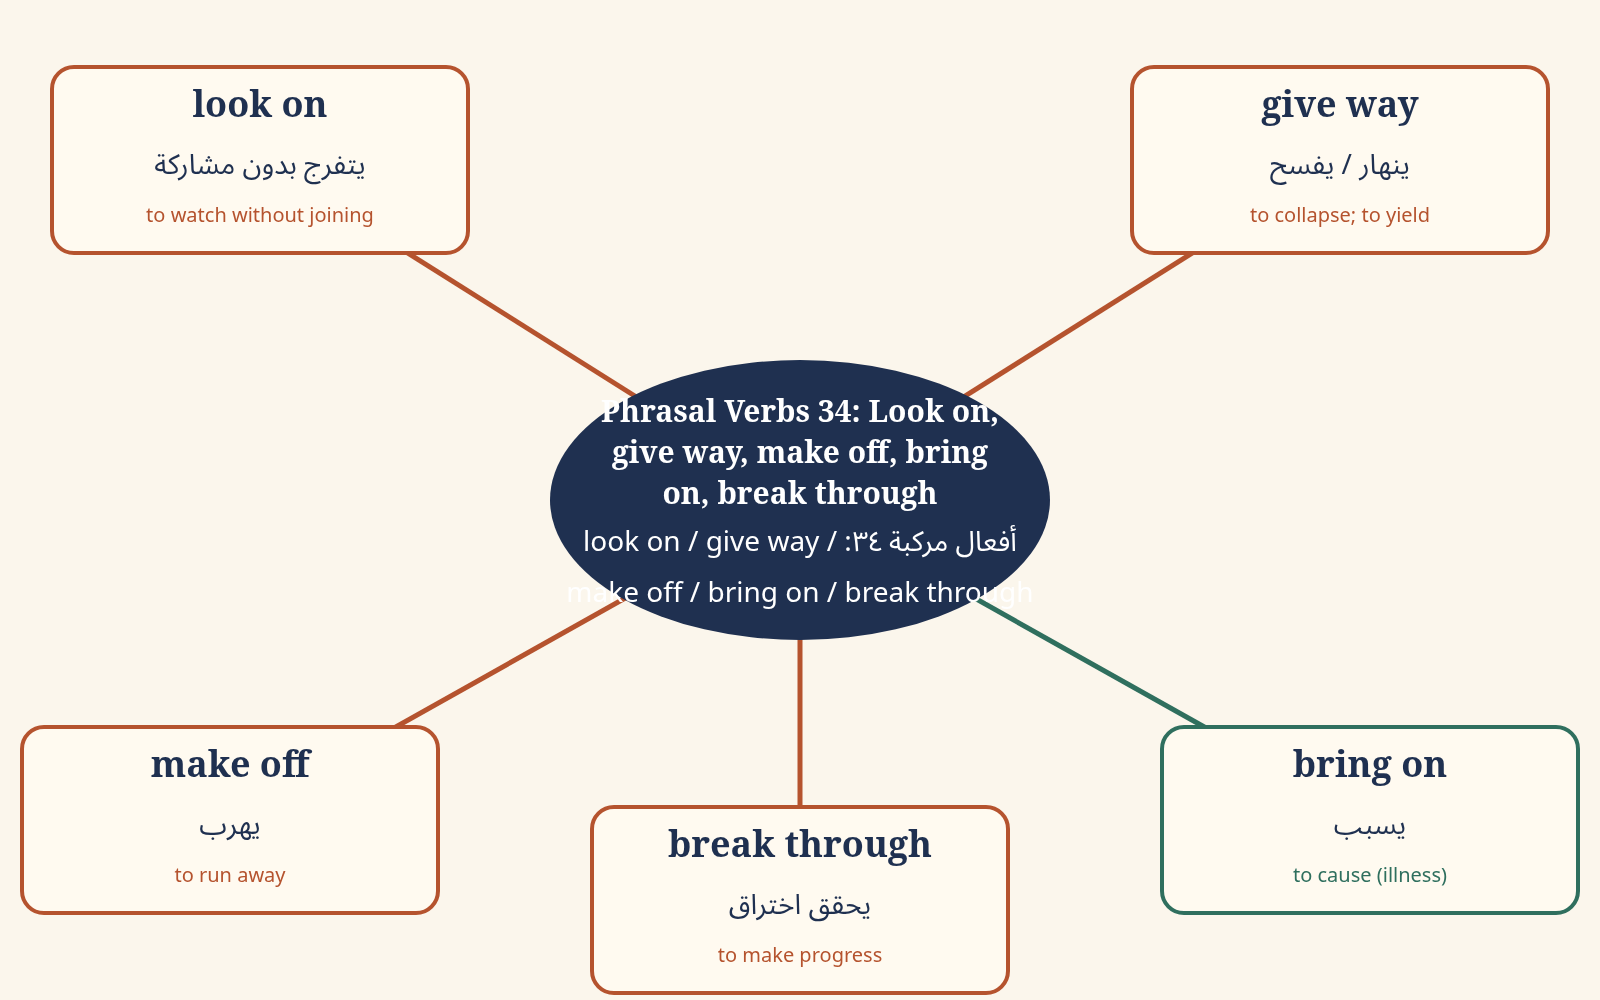 look on
يتفرج بدون مشاركة
to watch without joining
give way
ينهار / يفسح
to collapse; to yield
Phrasal Verbs 34: Look on,
give way, make off, bring
on, break through
أفعال مركبة ٣٤: look on / give way /
make off / bring on / break through
make off
يهرب
to run away
break through
يحقق اختراق
to make progress
bring on
يسبب
to cause (illness)